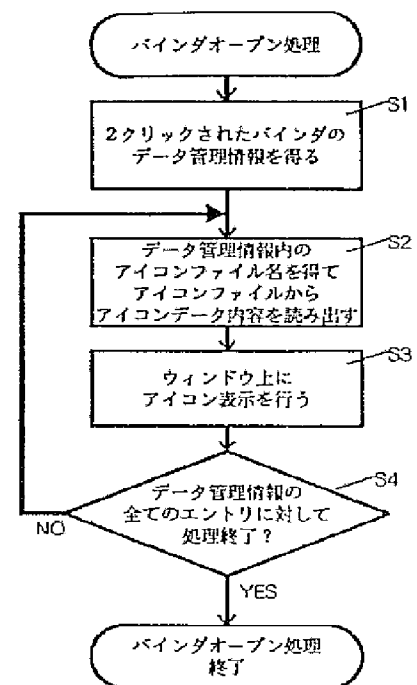 バインダオープン処理
S1
2クリックされたバインダの
データ管理情報を得る
S2
データ管理情報内の
アイコンファイル名を得て
アイコンファイルから
アイコンデータ内容を読み出す
S3
ウィンドウ上に
アイコン表示を行う
S4
データ管理情報の
全てのエントリに対して
処理終了?
NO
YES
バインダオープン処理
終了